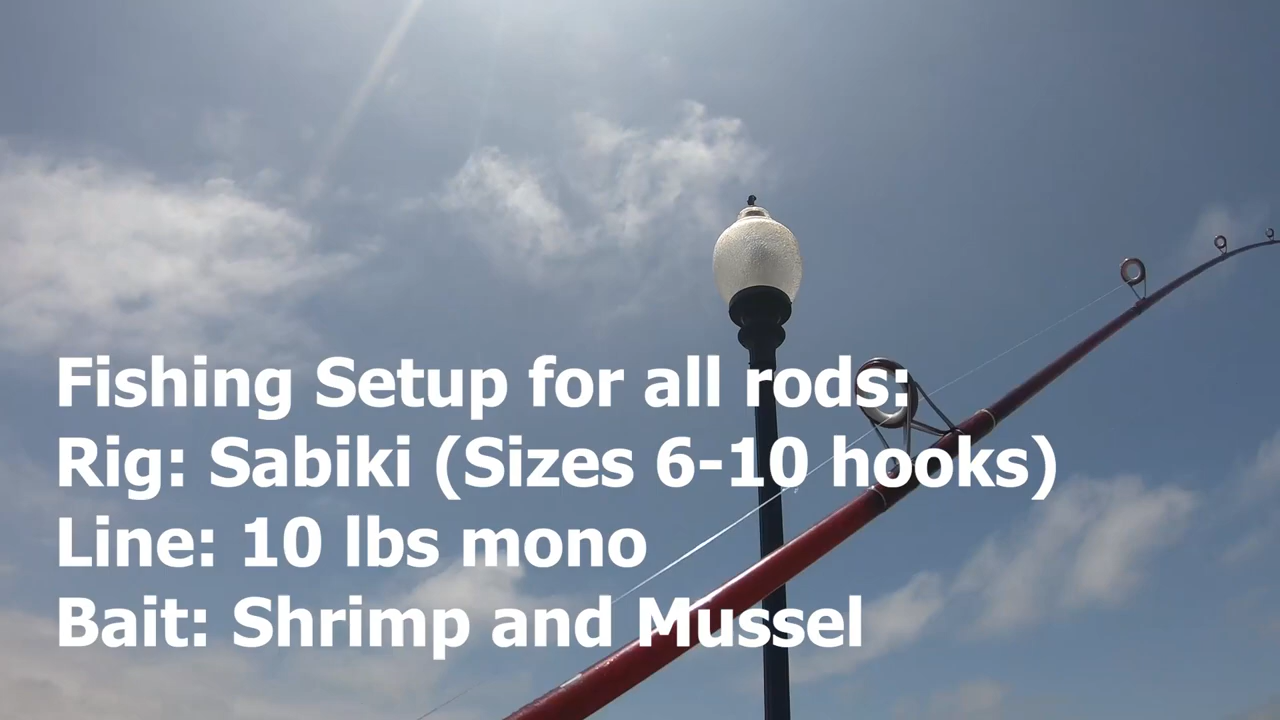 Fishing Setup for all rods:
Rig: Sabiki (Sizes 6-10 hooks)
Line: 10 lbs mono
Bait: Shrimp and Mussel